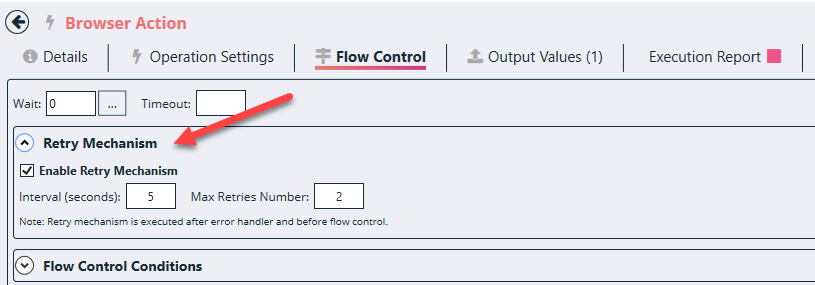 Browser Action
Details Operation Settings Flow Control Output Values (1) Execution Report
Wait: 0 ... Timeout:
Retry Mechanism
Enable Retry Mechanism
Interval (seconds): 5 Max Retries Number: 2
Note: Retry mechanism is executed after error handler and before flow control.
Flow Control Conditions